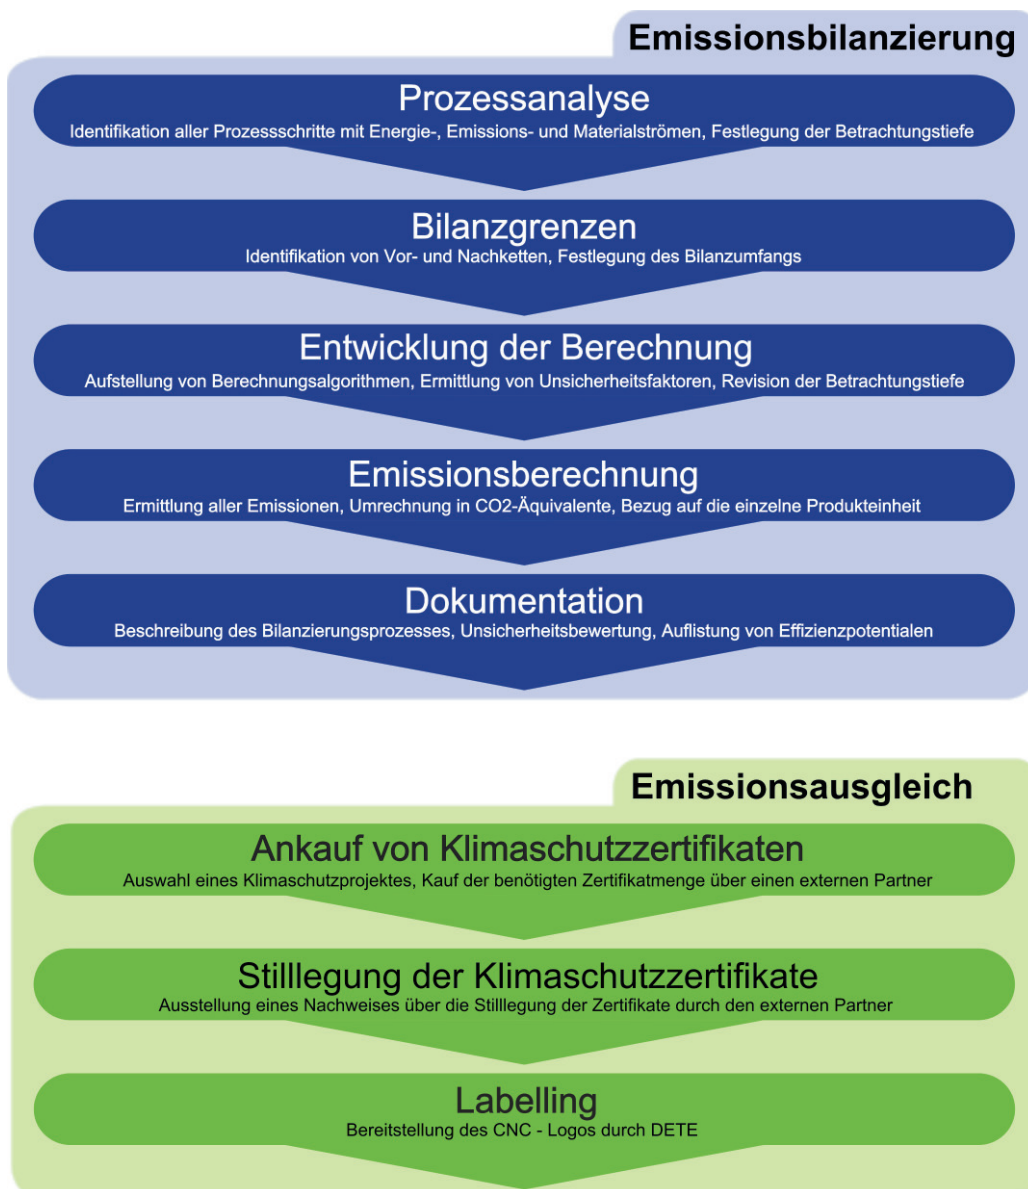 Emissionsbilanzierung
Prozessanalyse
Identifikation aller Prozessschritte mit Energie-, Emissions- und Materialströmen, Festlegung der Betrachtungstiefe
Bilanzgrenzen
Identifikation von Vor- und Nachketten, Festlegung des Bilanzumfangs
Entwicklung der Berechnung
Aufstellung von Berechnungsalgorithmen, Ermittlung von Unsicherheitsfaktoren, Revision der Betrachtungstiefe
Emissionsberechnung
Ermittlung aller Emissionen, Umrechnung in CO2-Äquivalente, Bezug auf die einzelne Produkteinheit
Dokumentation
Beschreibung des Bilanzierungsprozesses, Unsicherheitsbewertung, Auflistung von Effizienzpotentialen
Emissionsausgleich
Ankauf von Klimaschutzzertifikaten
Auswahl eines Klimaschutzprojektes, Kauf der benötigten Zertifikatmenge über einen externen Partner
Stilllegung der Klimaschutzzertifikate
Ausstellung eines Nachweises über die Stilllegung der Zertifikate durch den externen Partner
Labelling
Bereitstellung des CNC - Logos durch DETE